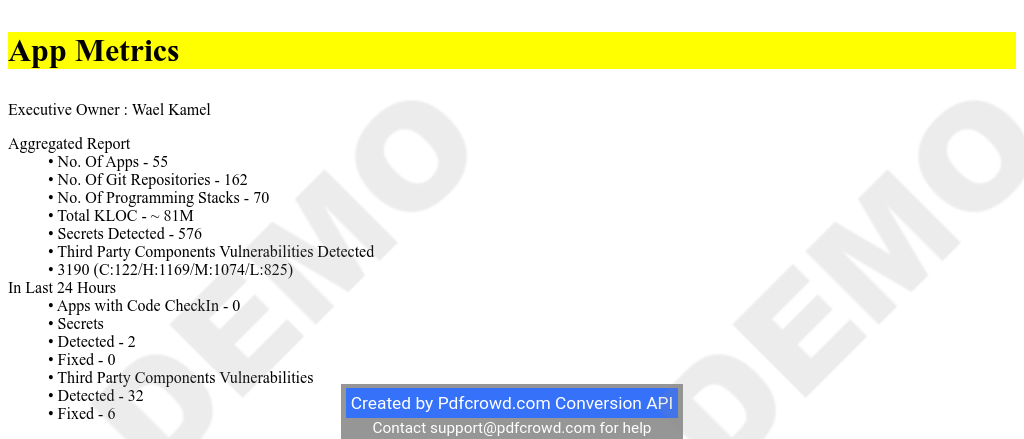 App Metrics
Executive Owner : Wael Kamel
Aggregated Report
• No. Of Apps - 55
• No. Of Git Repositories - 162
• No. Of Programming Stacks - 70
• Total KLOC - ~ 81M
• Secrets Detected - 576
• Third Party Components Vulnerabilities Detected
• 3190 (C:122/H:1169/M:1074/L:825)
In Last 24 Hours
• Apps with Code CheckIn - 0
• Secrets
• Detected - 2
• Fixed - 0
• Third Party Components Vulnerabilities
• Detected - 32
• Fixed - 6
DEMO
DEMO
Created by Pdfcrowd.com Conversion API
Contact support@pdfcrowd.com for help